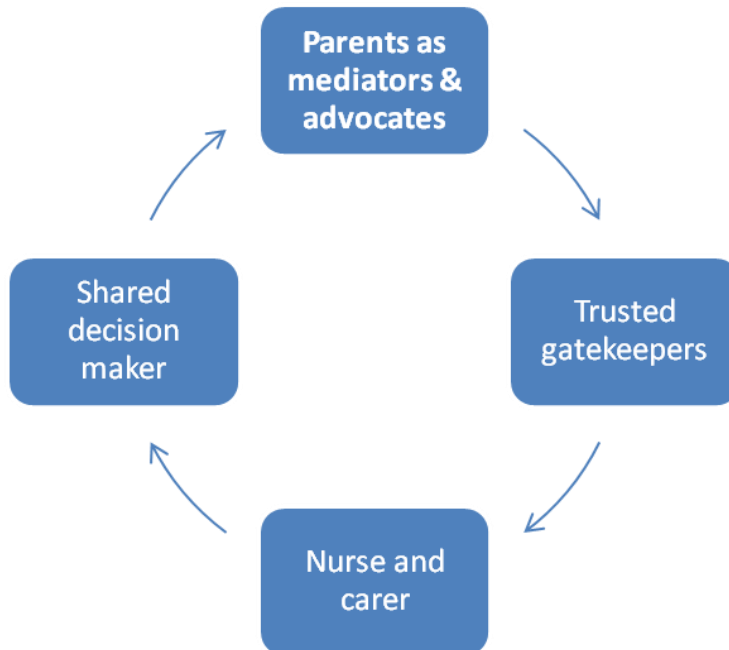 Parents as
mediators &
advocates
Trusted
gatekeepers
Nurse and
carer
Shared
decision
maker